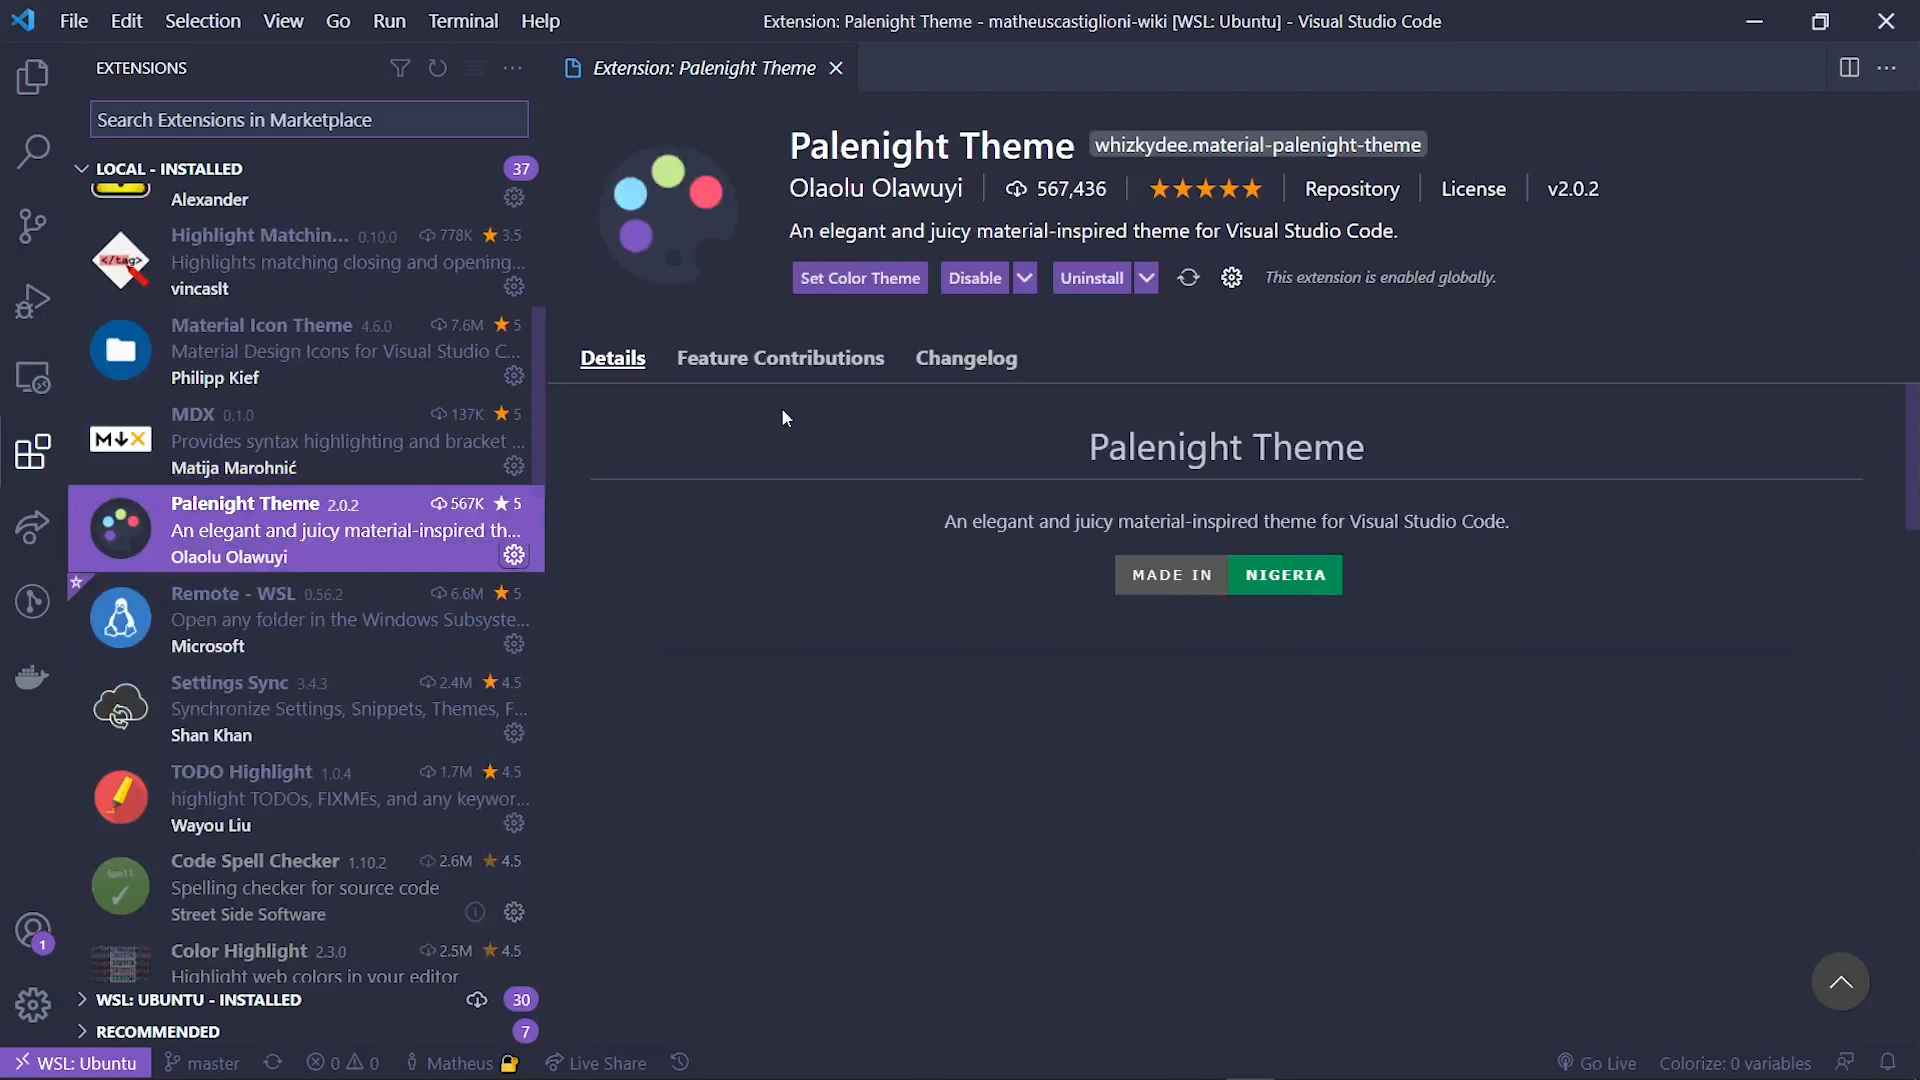 File Edit Selection View Go Run Terminal Help
Extension: Palenight Theme - matheuscastiglioni-wiki [WSL: Ubuntu] - Visual Studio Code
EXTENSIONS
Search Extensions in Marketplace
LOCAL - INSTALLED 37
Alexander
</tag>
Highlight Matchin... 0.10.0 778K 3.5
Highlights matching closing and opening...
vincaslt
Material Icon Theme 4.6.0 7.6M 5
Material Design Icons for Visual Studio C...
Philipp Kief
MDX 0.1.0 137K 5
Provides syntax highlighting and bracket ...
Matija Marohnić
Palenight Theme 2.0.2 567K 5
An elegant and juicy material-inspired th...
Olaolu Olawuyi
Remote - WSL 0.56.2 6.6M 5
Open any folder in the Windows Subsyste...
Microsoft
Settings Sync 3.4.3 2.4M 4.5
Synchronize Settings, Snippets, Themes, F...
Shan Khan
TODO Highlight 1.0.4 1.7M 4.5
highlight TODOs, FIXMEs, and any keywor...
Wayou Liu
Spell
Code Spell Checker 1.10.2 2.6M 4.5
Spelling checker for source code
Street Side Software
Color Highlight 2.3.0 2.5M 4.5
Highlight web colors in your editor
WSL: UBUNTU - INSTALLED 30
RECOMMENDED 7
1
Extension: Palenight Theme
Palenight Theme whizkydee.material-palenight-theme
Olaolu Olawuyi 567,436 Repository License v2.0.2
An elegant and juicy material-inspired theme for Visual Studio Code.
Set Color Theme Disable Uninstall This extension is enabled globally.
Details Feature Contributions Changelog
Palenight Theme
An elegant and juicy material-inspired theme for Visual Studio Code.
MADE IN NIGERIA
WSL: Ubuntu master 0 0 Matheus Live Share Go Live Colorize: 0 variables